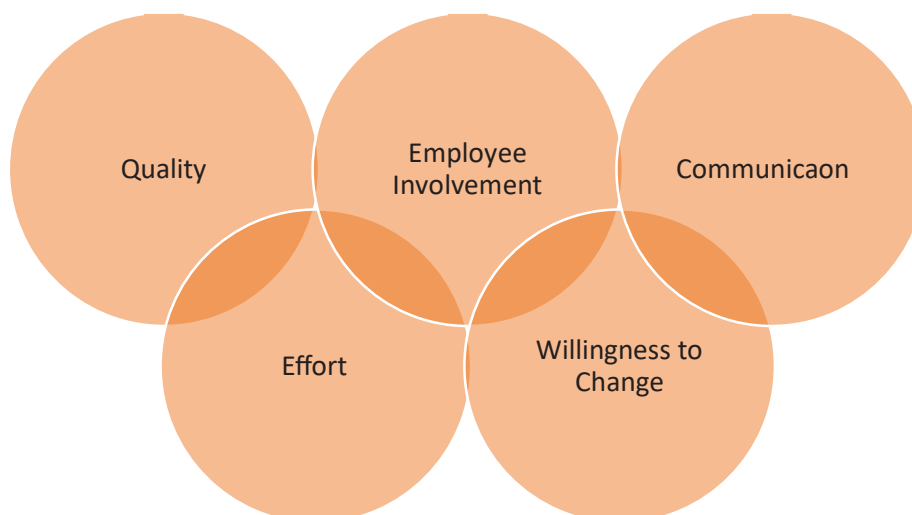 Quality
Employee
Involvement
Communicaon
Effort
Willingness to
Change